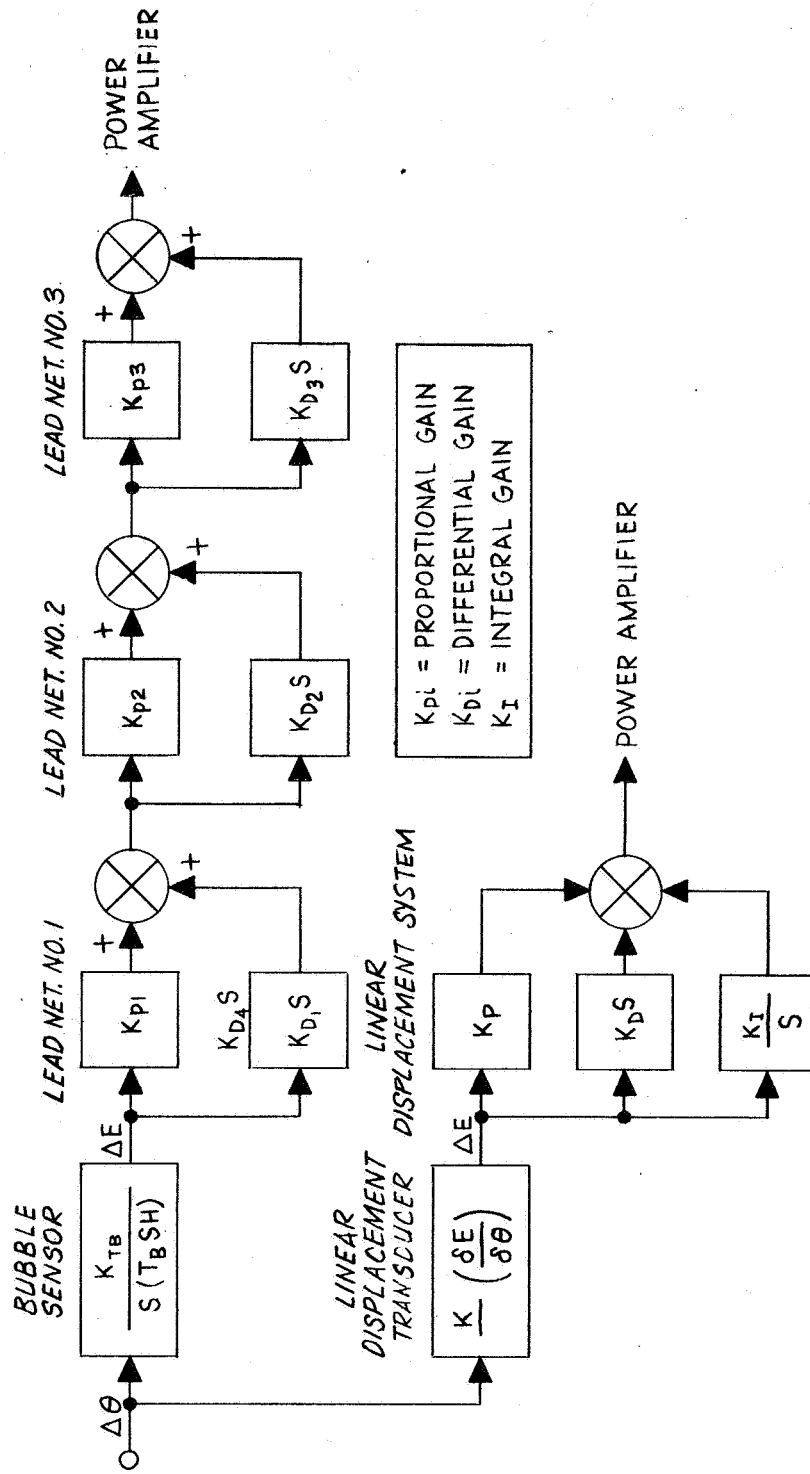 BUBBLE
SENSOR
LEAD NET. NO. 1
LEAD NET. NO. 2
LEAD NET. NO. 3
Δθ
K_TB
S (T_B SH)
ΔE
K_P1
+
K_D4 S
K_D1 S
+
K_P2
+
K_D2 S
+
K_P3
+
K_D3 S
+
POWER
AMPLIFIER
LINEAR
DISPLACEMENT
TRANSDUCER
K (δE
δθ)
ΔE
LINEAR
DISPLACEMENT SYSTEM
K_P
K_D S
K_I
S
POWER AMPLIFIER
K_Pi = PROPORTIONAL GAIN
K_Di = DIFFERENTIAL GAIN
K_I = INTEGRAL GAIN